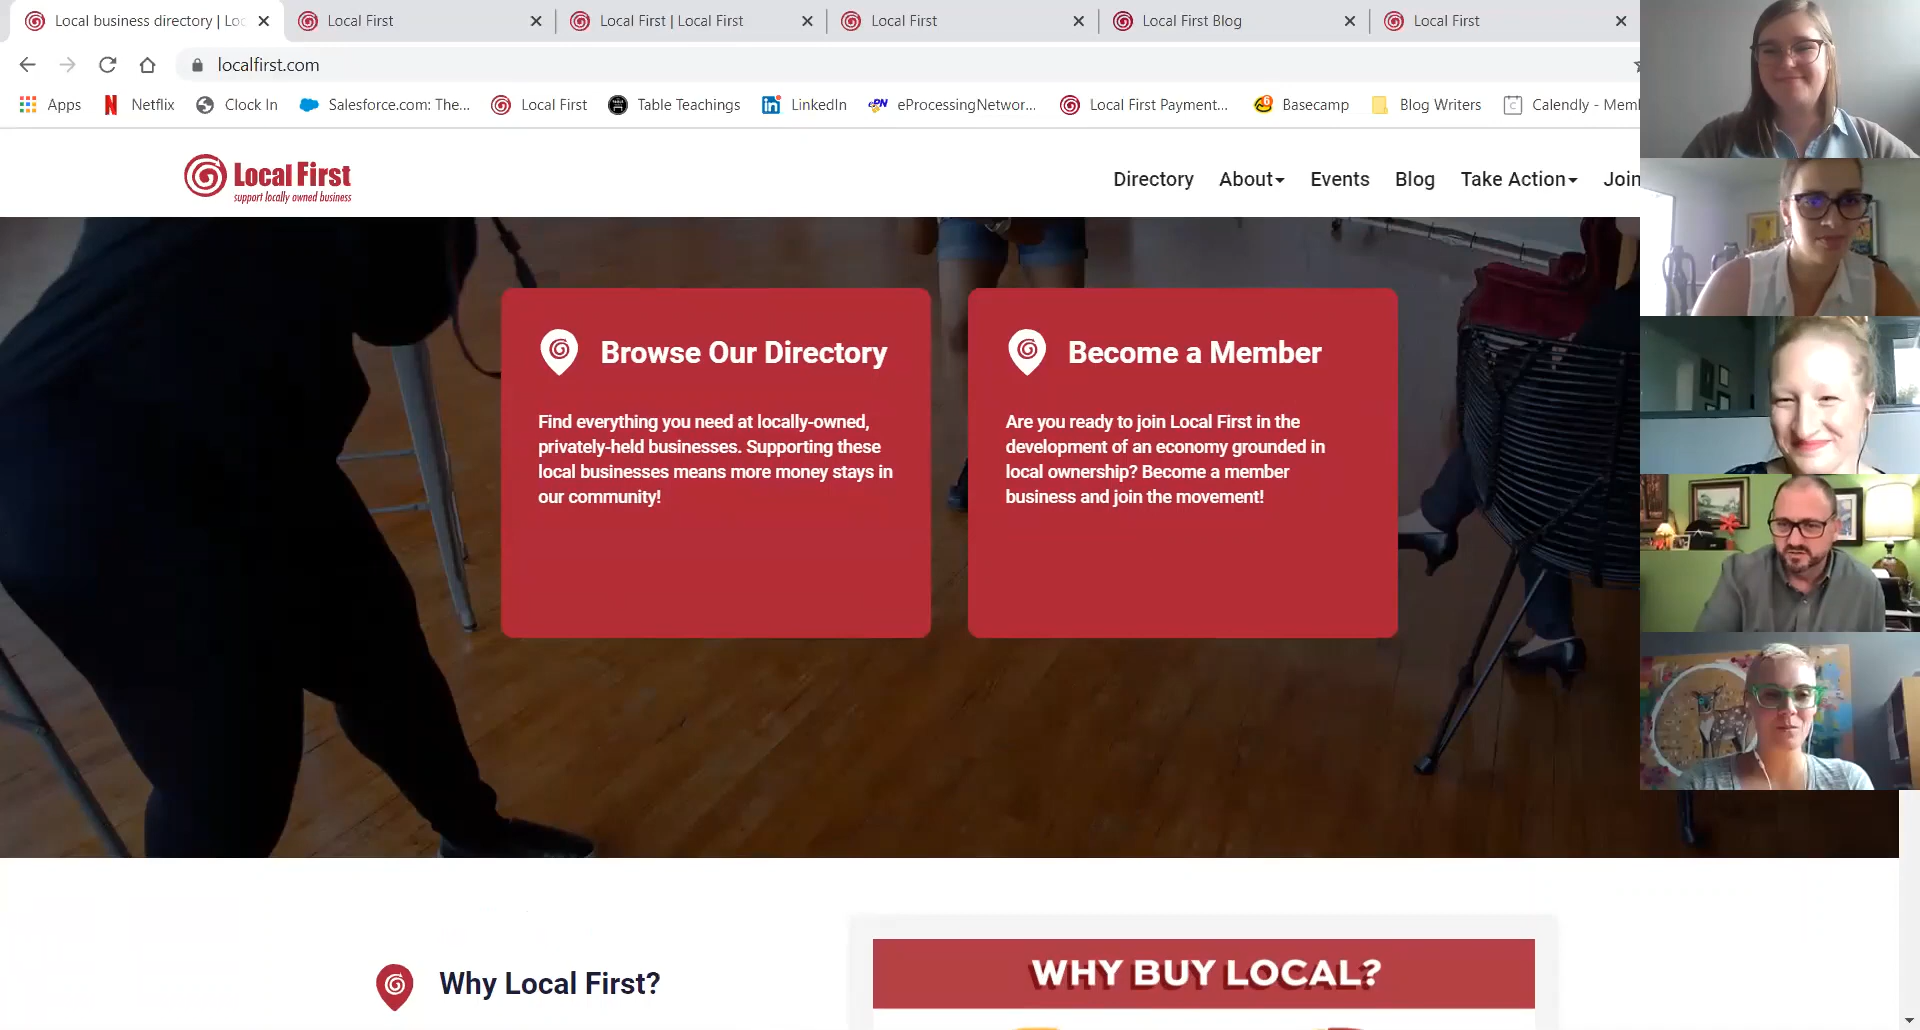 Local business directory | Loc
Local First
Local First | Local First
Local First
Local First Blog
Local First
localfirst.com
Apps
Netflix
Clock In
Salesforce.com: The...
Local First
Table Teachings
LinkedIn
eProcessingNetwor...
Local First Payment...
Basecamp
Blog Writers
Calendly - Mem
Local First
support locally owned business
Directory
About
Events
Blog
Take Action
Join
Browse Our Directory
Find everything you need at locally-owned,
privately-held businesses. Supporting these
local businesses means more money stays in
our community!
Become a Member
Are you ready to join Local First in the
development of an economy grounded in
local ownership? Become a member
business and join the movement!
Why Local First?
WHY BUY LOCAL?